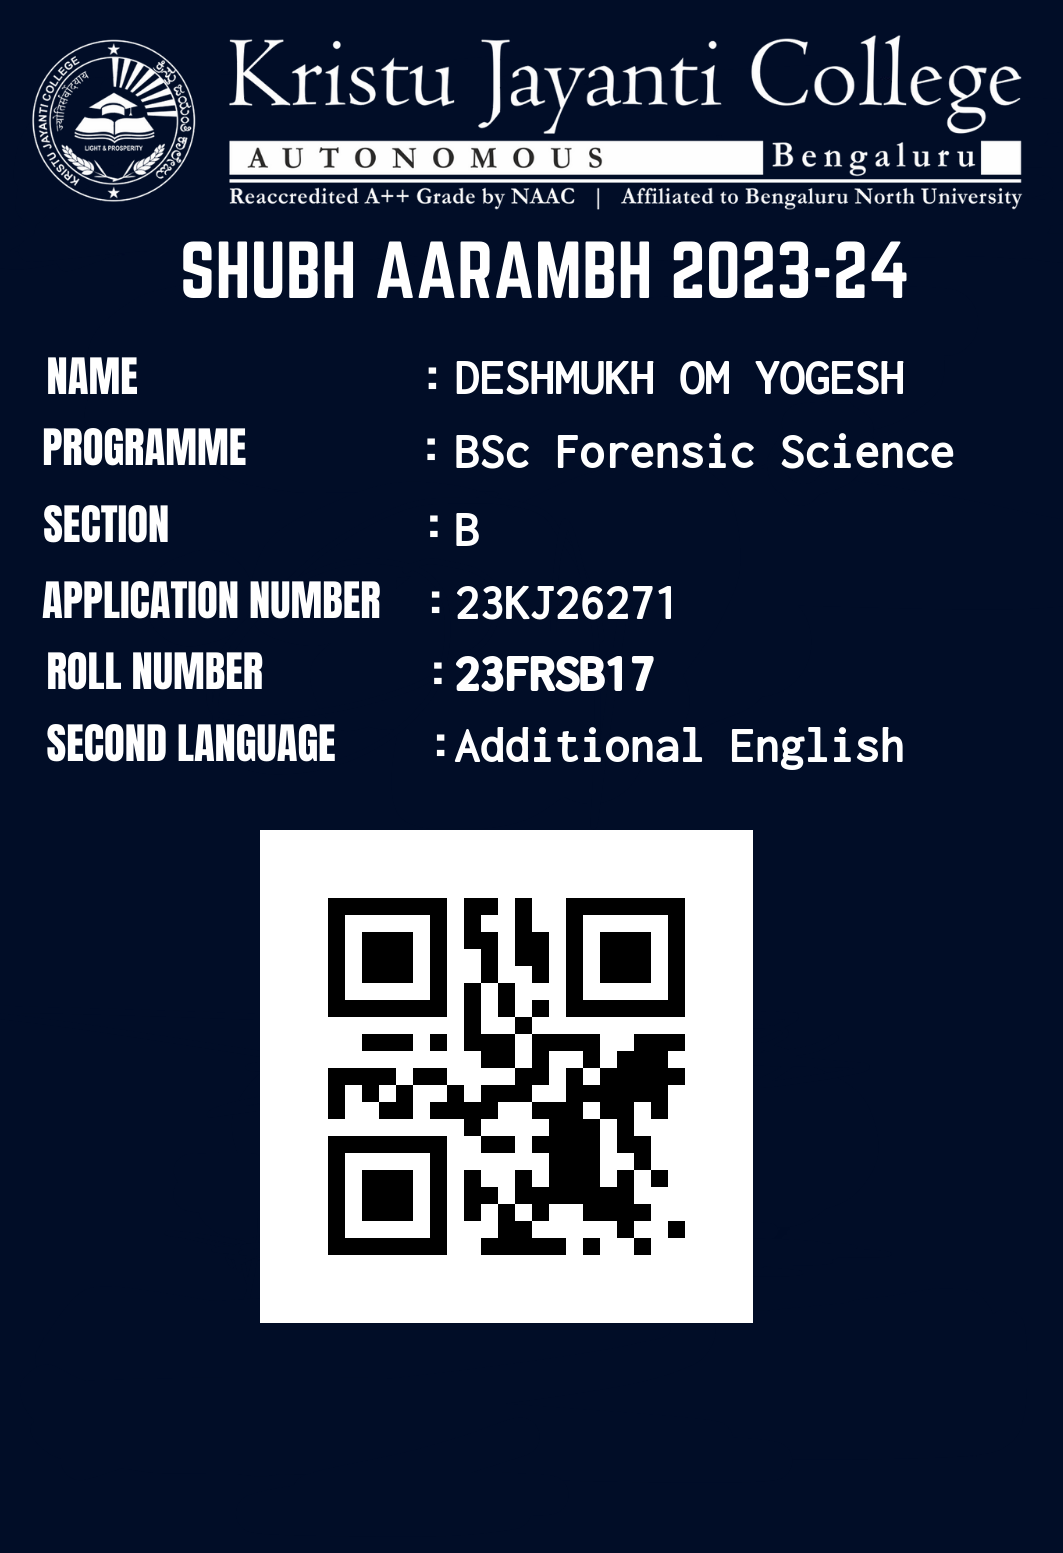 Kristu Jayanti College
AUTONOMOUS Bengaluru
Reaccredited A++ Grade by NAAC | Affiliated to Bengaluru North University
KRISTU JAYANTI COLLEGE
LIGHT & PROSPERITY
SHUBH AARAMBH 2023-24
NAME : DESHMUKH OM YOGESH
PROGRAMME : BSc Forensic Science
SECTION : B
APPLICATION NUMBER : 23KJ26271
ROLL NUMBER : 23FRSB17
SECOND LANGUAGE : Additional English